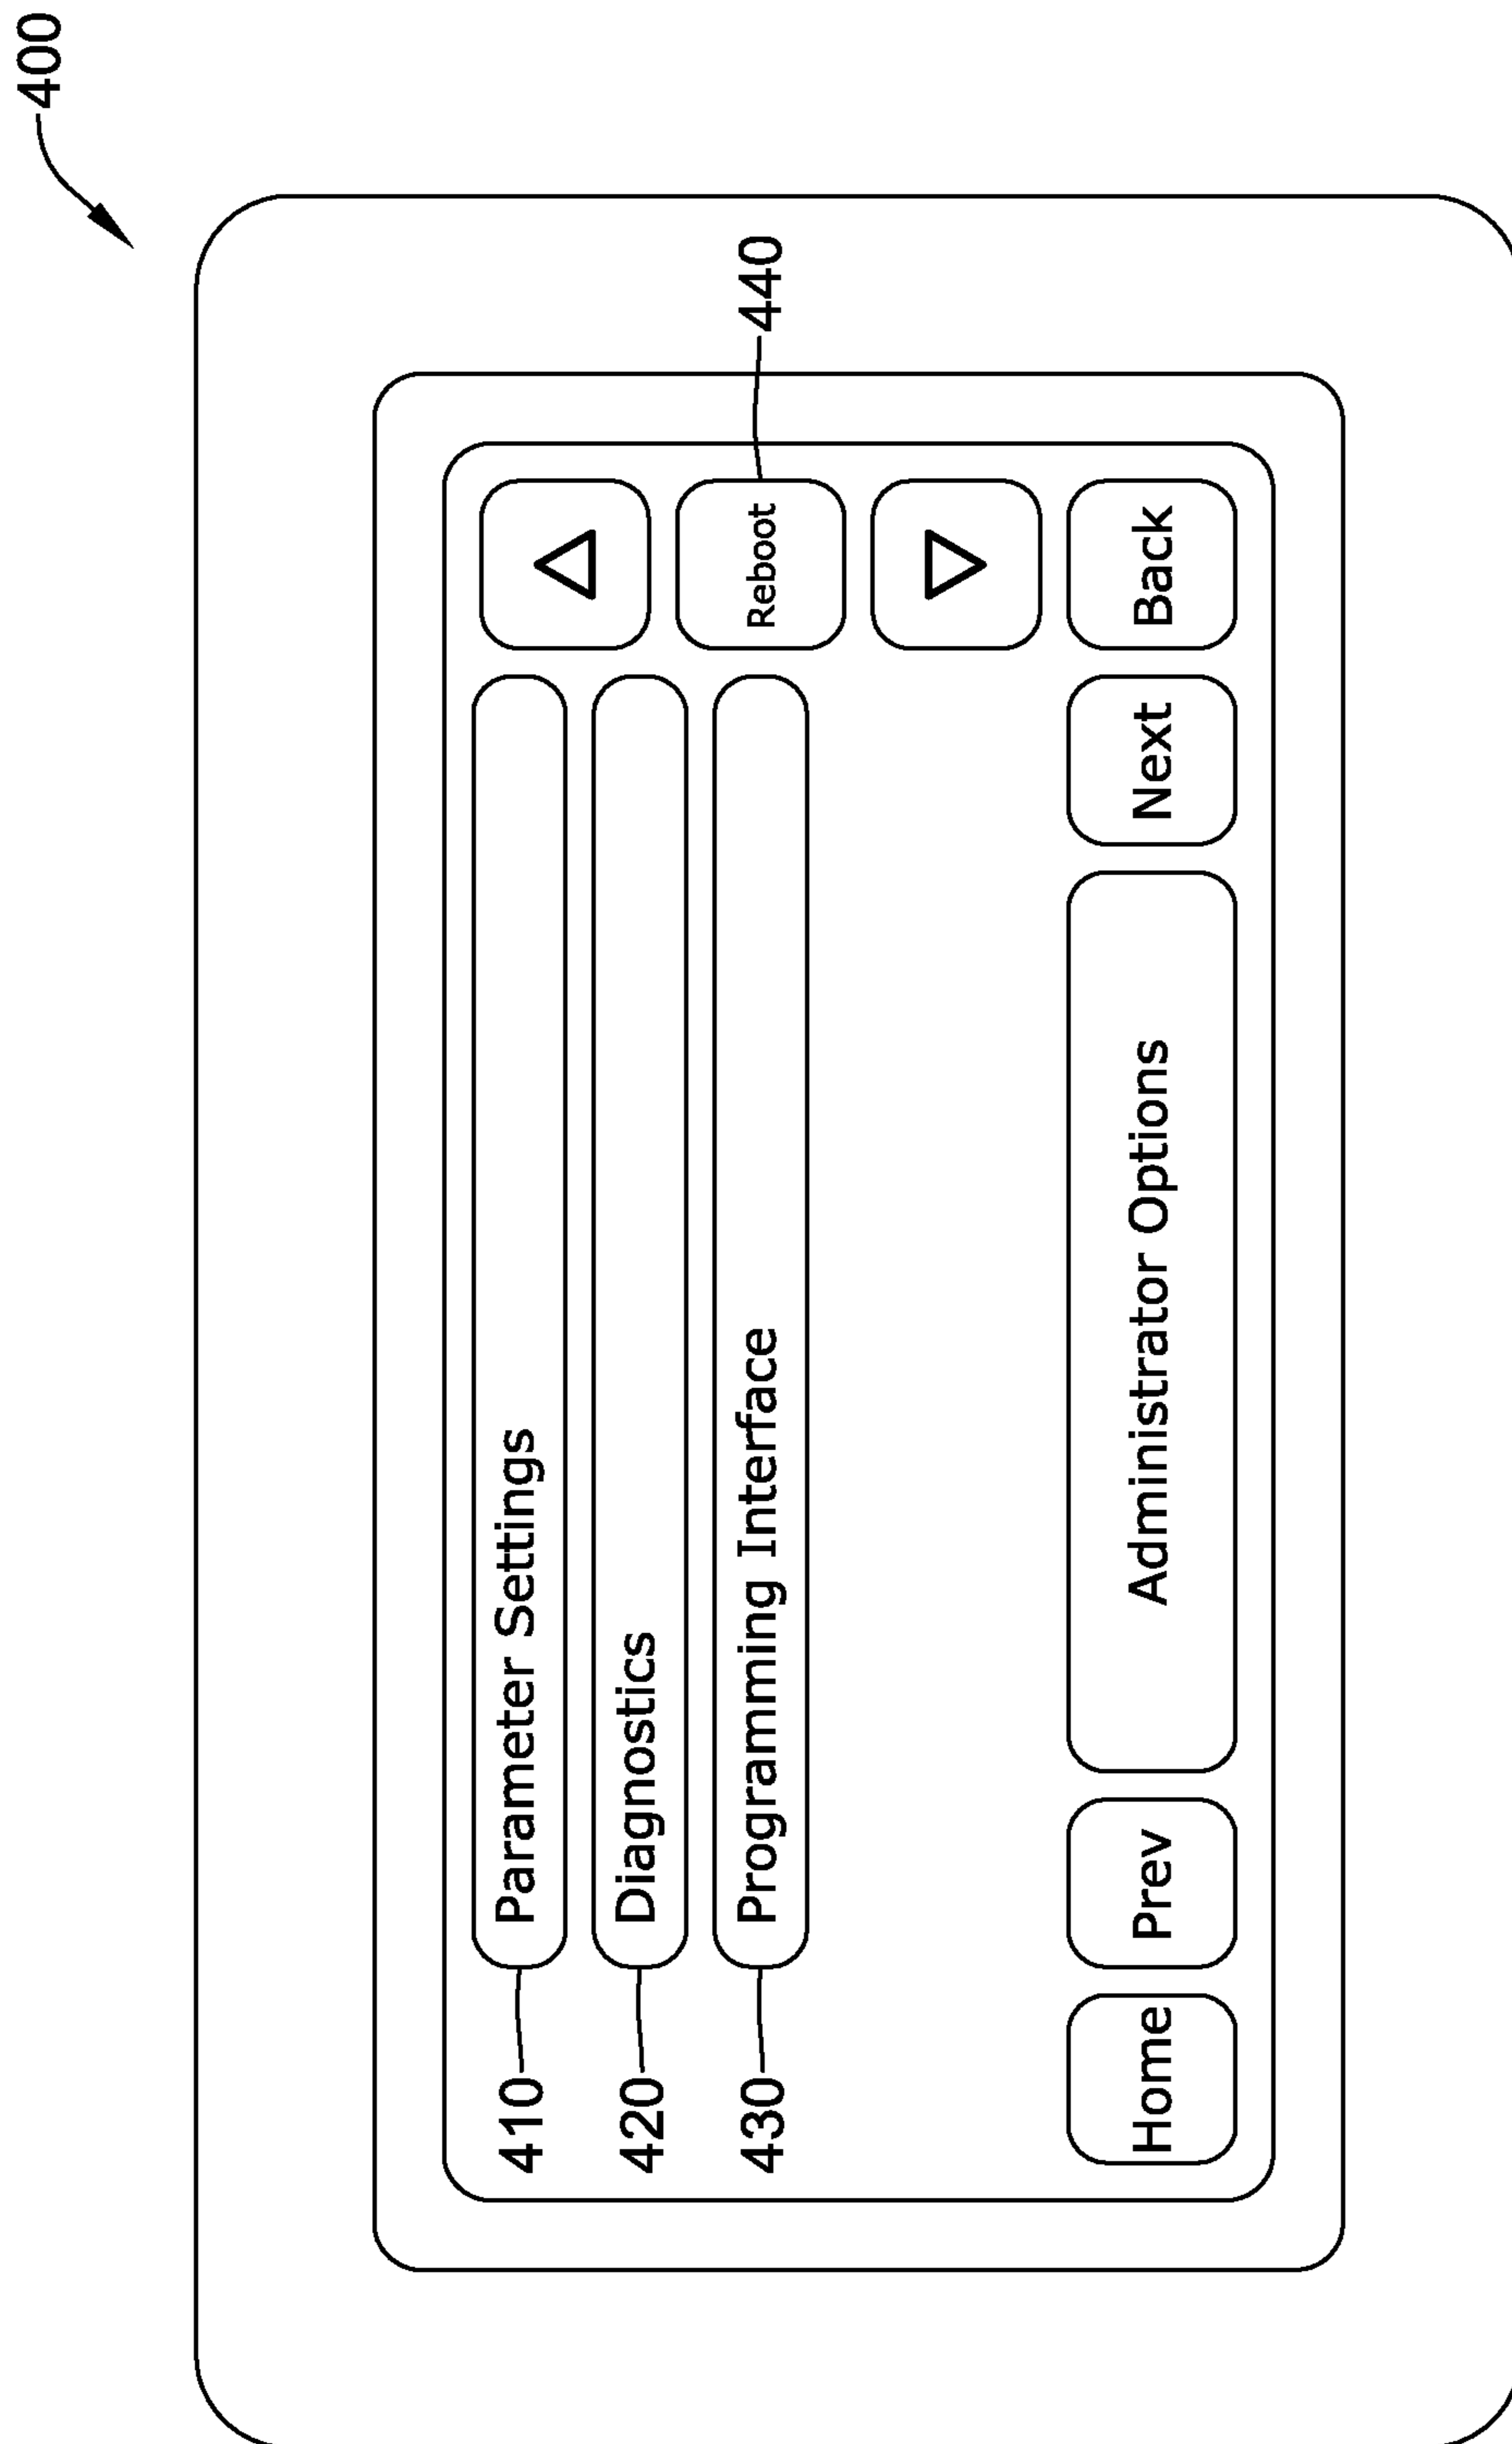 400
410
Parameter Settings
420
Diagnostics
430
Programming Interface
Reboot
440
Home
Prev
Administrator Options
Next
Back